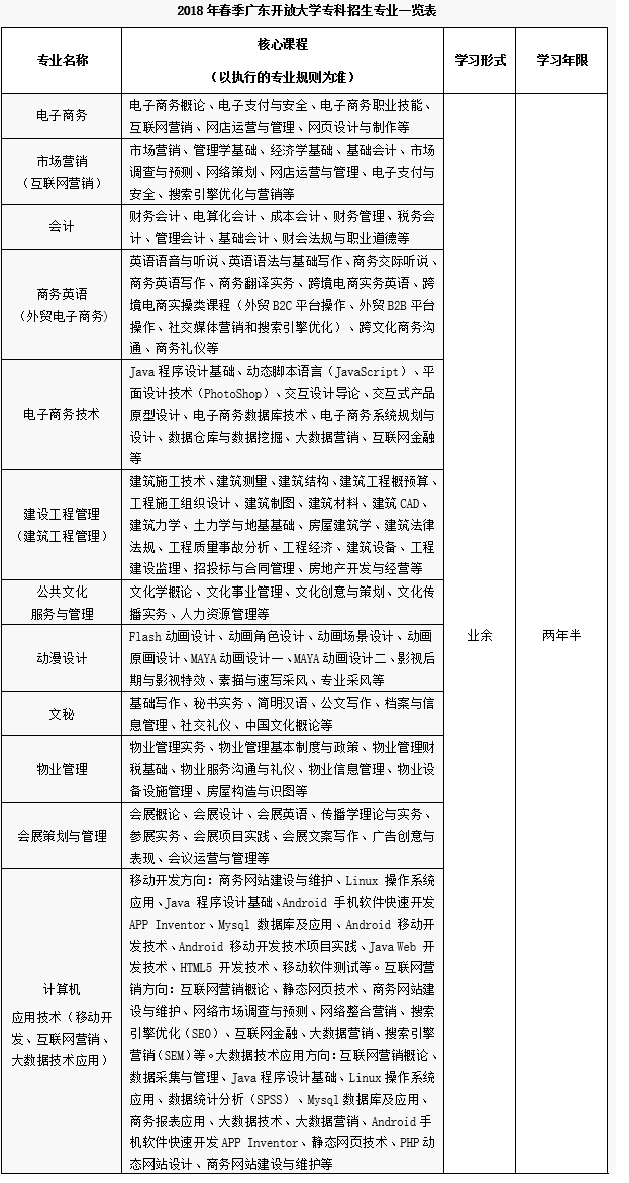 2018年春季广东开放大学专科招生专业一览表
专业名称
核心课程
（以执行的专业规则为准）
学习形式
学习年限
电子商务
电子商务概论、电子支付与安全、电子商务职业技能、
互联网营销、网店运营与管理、网页设计与制作等
市场营销
（互联网营销）
市场营销、管理学基础、经济学基础、基础会计、市场
调查与预测、网络策划、网店运营与管理、电子支付与
安全、搜索引擎优化与营销等
会计
财务会计、电算化会计、成本会计、财务管理、税务会
计、管理会计、基础会计、财会法规与职业道德等
商务英语
（外贸电子商务）
英语语音与听说、英语语法与基础写作、商务交际听说、
商务英语写作、商务翻译实务、跨境电商实务英语、跨
境电商实操类课程（外贸B2C平台操作、外贸B2B平台
操作、社交媒体营销和搜索引擎优化）、跨文化商务沟
通、商务礼仪等
电子商务技术
Java程序设计基础、动态脚本语言（JavaScript）、平
面设计技术（PhotoShop）、交互设计导论、交互式产品
原型设计、电子商务数据库技术、电子商务系统规划与
设计、数据仓库与数据挖掘、大数据营销、互联网金融
等
建设工程管理
（建筑工程管理）
建筑施工技术、建筑测量、建筑结构、建筑工程概预算、
工程施工组织设计、建筑制图、建筑材料、建筑CAD、
建筑力学、土力学与地基基础、房屋建筑学、建筑法律
法规、工程质量事故分析、工程经济、建筑设备、工程
建设监理、招投标与合同管理、房地产开发与经营等
公共文化
服务与管理
文化学概论、文化事业管理、文化创意与策划、文化传
播实务、人力资源管理等
业余
两年半
动漫设计
Flash动画设计、动画角色设计、动画场景设计、动画
原画设计、MAYA动画设计一、MAYA动画设计二、影视后
期与影视特效、素描与速写采风、专业采风等
文秘
基础写作、秘书实务、简明汉语、公文写作、档案与信
息管理、社交礼仪、中国文化概论等
物业管理
物业管理实务、物业管理基本制度与政策、物业管理财
税基础、物业服务沟通与礼仪、物业信息管理、物业设
备设施管理、房屋构造与识图等
会展策划与管理
会展概论、会展设计、会展英语、传播学理论与实务、
参展实务、会展项目实践、会展文案写作、广告创意与
表现、会议运营与管理等
计算机
应用技术（移动开
发、互联网营销、
大数据技术应用）
移动开发方向：商务网站建设与维护、Linux 操作系统
应用、Java 程序设计基础、Android 手机软件快速开发
APP Inventor、Mysql 数据库及应用、Android 移动开
发技术、Android 移动开发技术项目实践、Java Web 开
发技术、HTML5 开发技术、移动软件测试等。互联网营
销方向：互联网营销概论、静态网页技术、商务网站建
设与维护、网络市场调查与预测、网络整合营销、搜索
引擎优化（SEO）、互联网金融、大数据营销、搜索引擎
营销（SEM）等。大数据技术应用方向：互联网营销概论、
数据采集与管理、Java程序设计基础、Linux操作系统
应用、数据统计分析（SPSS）、Mysql数据库及应用、
商务报表应用、大数据技术、大数据营销、Android手
机软件快速开发APP Inventor、静态网页技术、PHP动
态网站设计、商务网站建设与维护等